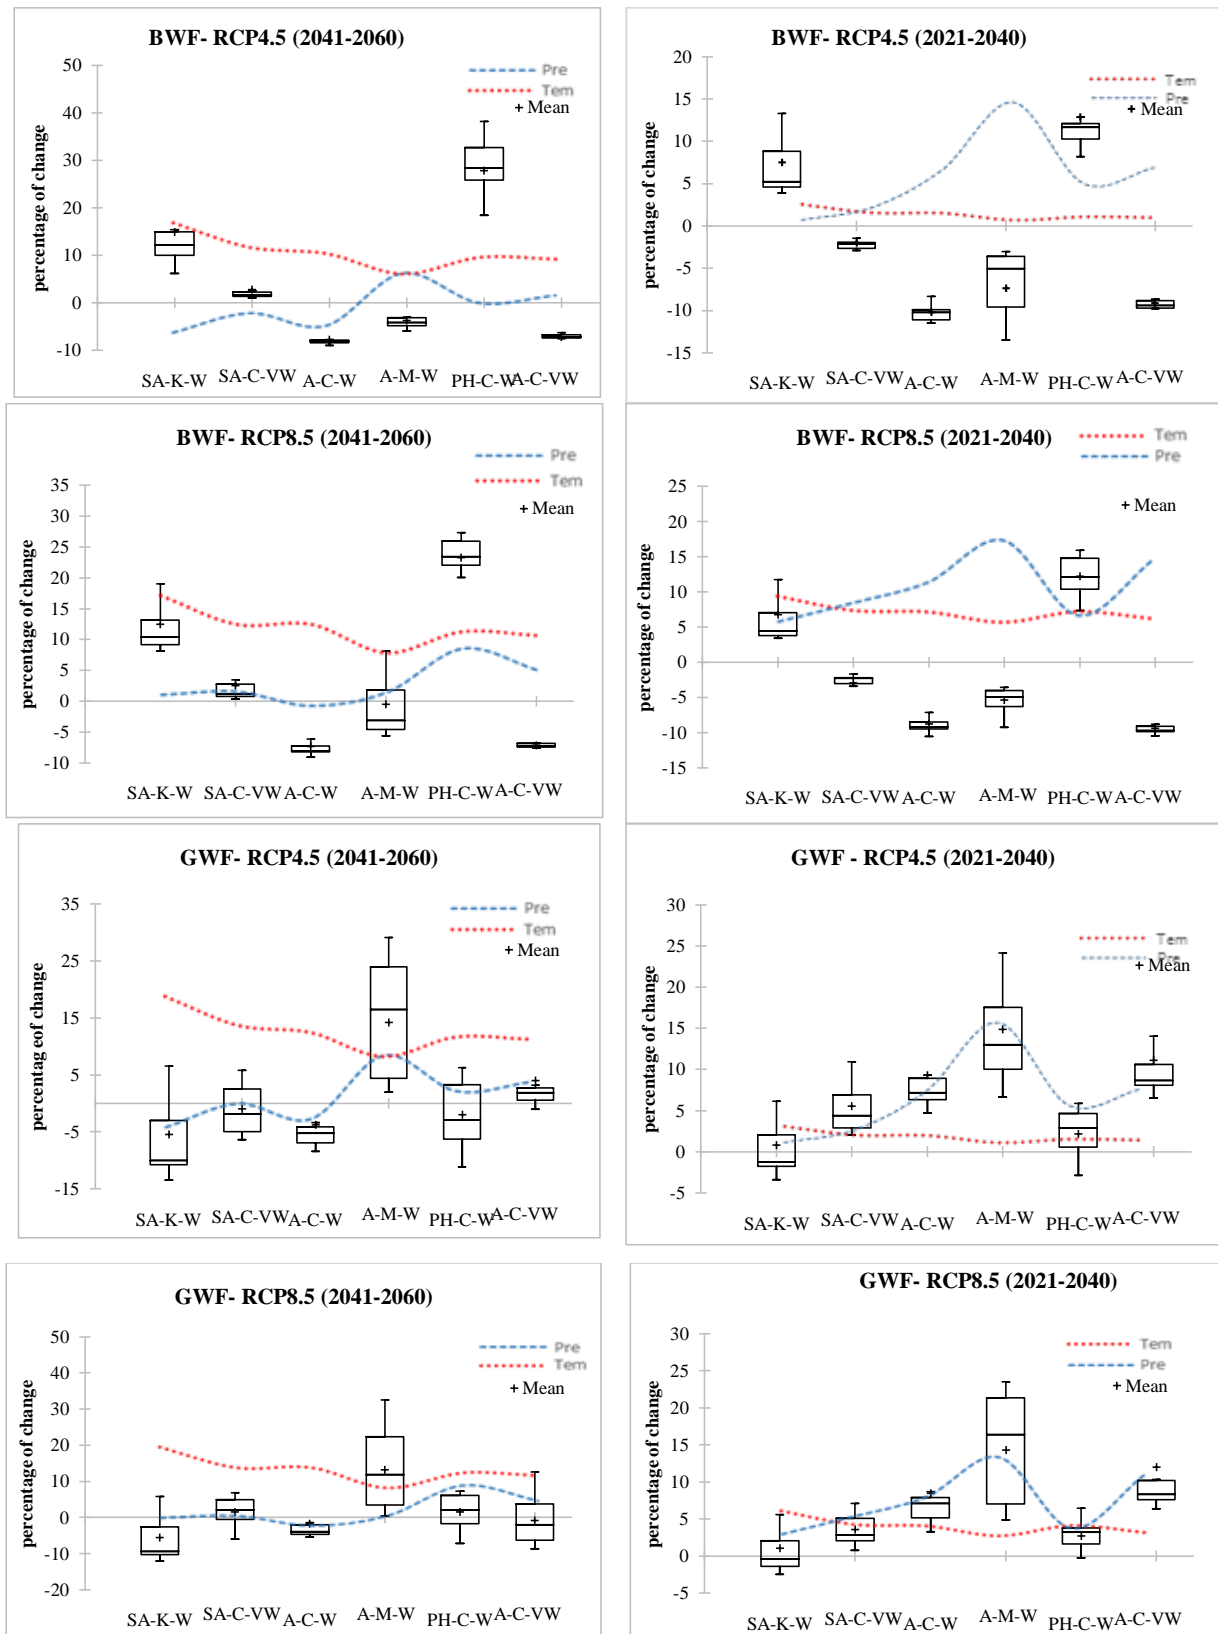 BWF- RCP4.5 (2041-2060)
Pre
Tem
Mean
percentage of change
50
40
30
20
10
0
-10
SA-K-W SA-C-VW A-C-W A-M-W PH-C-W A-C-VW
BWF- RCP4.5 (2021-2040)
Tem
Pre
Mean
percentage of change
20
15
10
5
0
-5
-10
-15
SA-K-W SA-C-VW A-C-W A-M-W PH-C-W A-C-VW
BWF- RCP8.5 (2041-2060)
Pre
Tem
Mean
percentage of change
35
30
25
20
15
10
5
0
-5
-10
SA-K-W SA-C-VW A-C-W A-M-W PH-C-W A-C-VW
BWF- RCP8.5 (2021-2040)
Tem
Pre
Mean
percentage of change
25
20
15
10
5
0
-5
-10
-15
SA-K-W SA-C-VW A-C-W A-M-W PH-C-W A-C-VW
GWF- RCP4.5 (2041-2060)
Pre
Tem
Mean
percentag eof change
35
25
15
5
-5
-15
SA-K-W SA-C-VW A-C-W A-M-W PH-C-W A-C-VW
GWF - RCP4.5 (2021-2040)
Tem
Pre
Mean
percentage of change
30
25
20
15
10
5
0
-5
SA-K-W SA-C-VW A-C-W A-M-W PH-C-W A-C-VW
GWF- RCP8.5 (2041-2060)
Pre
Tem
Mean
percentage of change
50
40
30
20
10
0
-10
-20
SA-K-W SA-C-VW A-C-W A-M-W PH-C-W A-C-VW
GWF- RCP8.5 (2021-2040)
Tem
Pre
Mean
percentage of change
30
25
20
15
10
5
0
-5
SA-K-W SA-C-VW A-C-W A-M-W PH-C-W A-C-VW